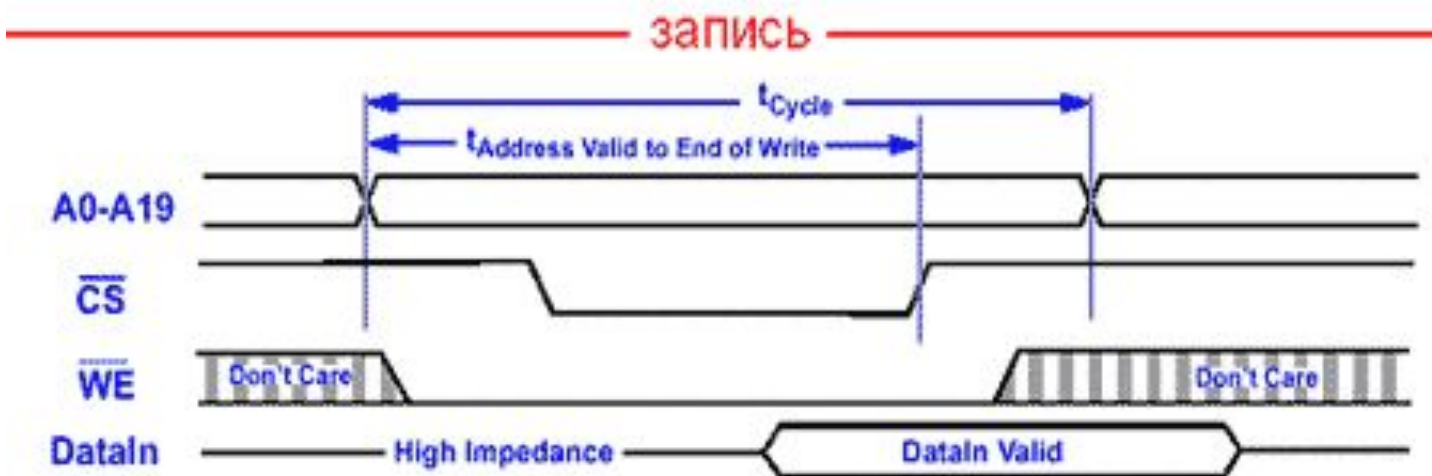 запись
tCycle
tAddress Valid to End of Write
A0-A19
CS
WE Don't Care Don't Care
DataIn High Impedance DataIn Valid